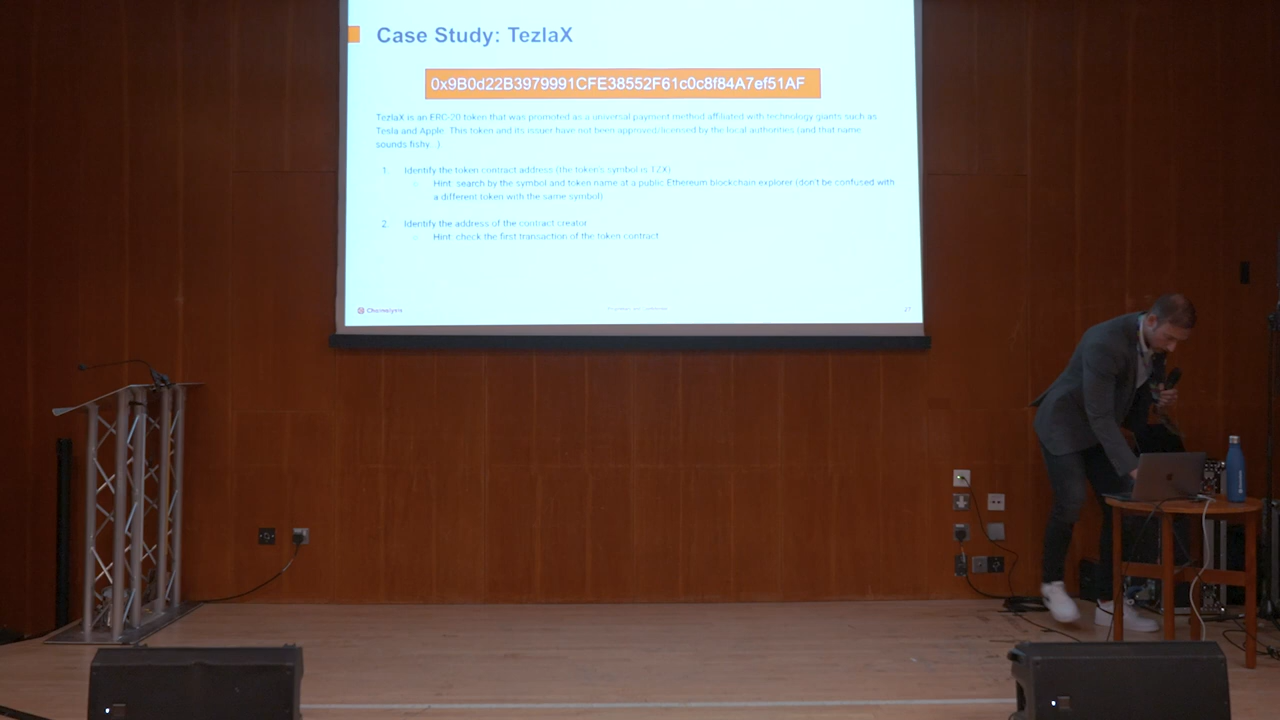 Case Study: TezlaX
0x9B0d22B3979991CFE38552F61c0c8f84A7ef51AF
TezlaX is an ERC-20 token that was promoted as a universal payment method affiliated with technology giants such as
Tesla and Apple. This token and its issuer have not been approved/licensed by the local authorities (and that name
sounds fishy...)
1. Identify the token contract address (the token's symbol is TZX)
Hint: search by the symbol and token name at a public Ethereum blockchain explorer (don't be confused with
a different token with the same symbol)
2. Identify the address of the contract creator
Hint: check the first transaction of the token contract
Chainalysis
21